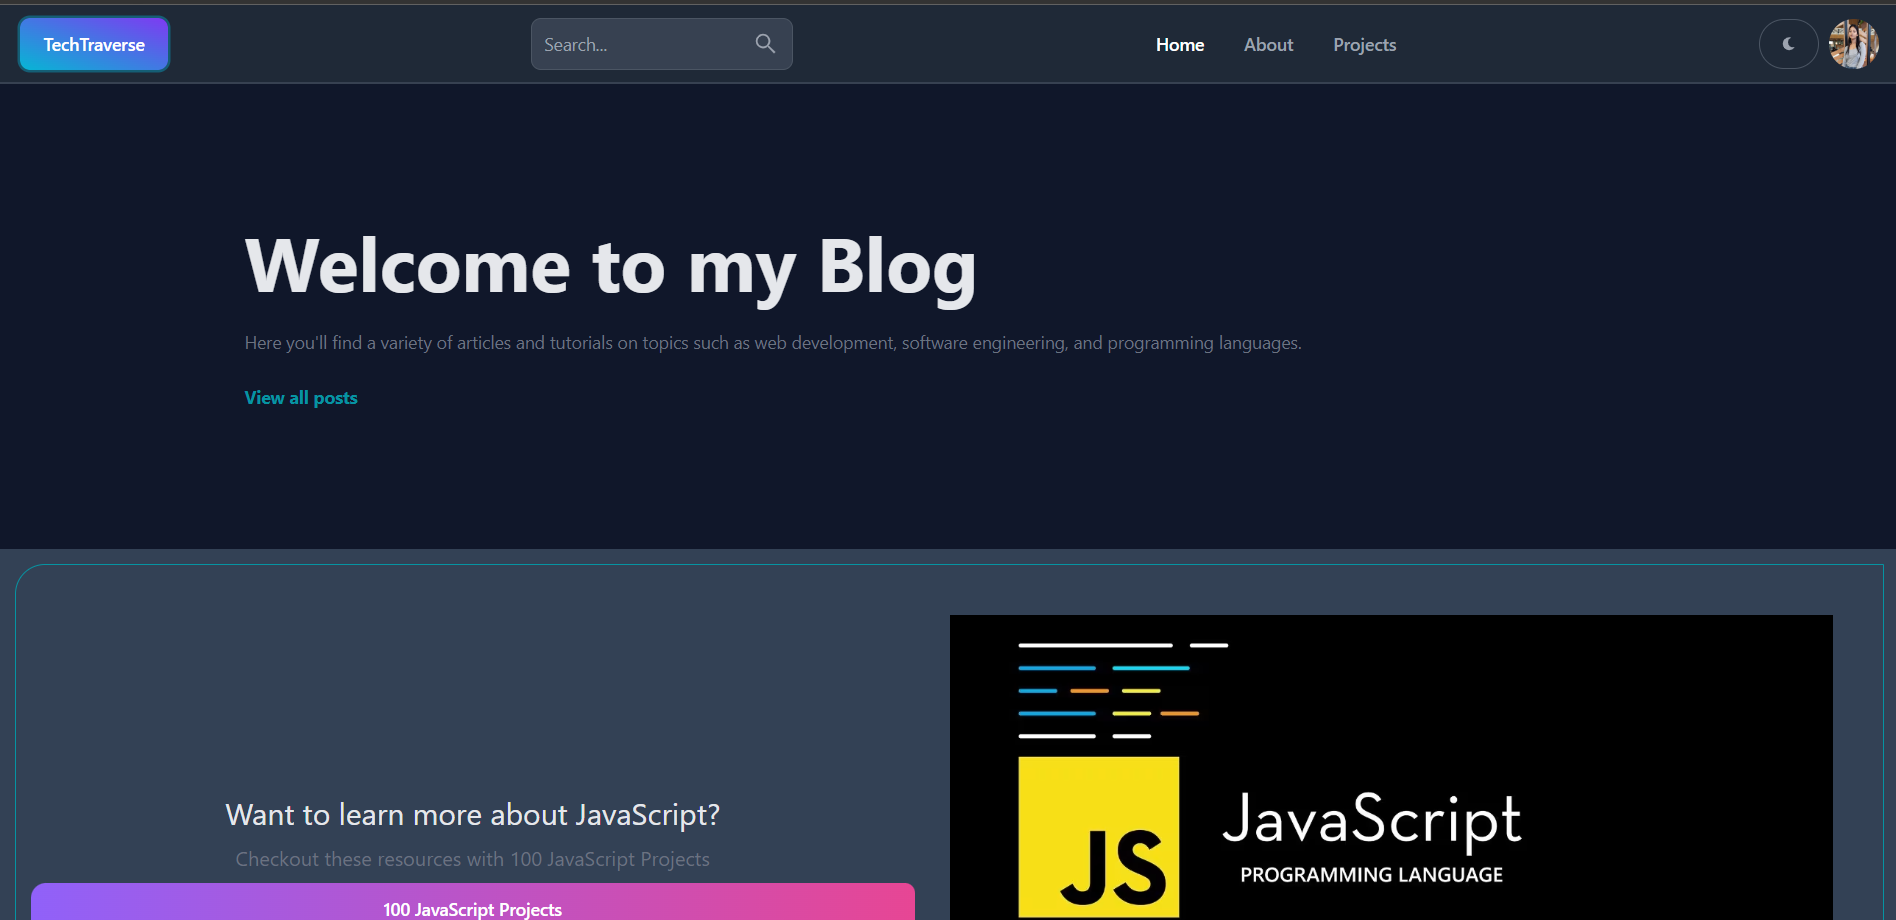 TechTraverse
Search...
Home
About
Projects
Welcome to my Blog
Here you'll find a variety of articles and tutorials on topics such as web development, software engineering, and programming languages.
View all posts
Want to learn more about JavaScript?
Checkout these resources with 100 JavaScript Projects
100 JavaScript Projects
JS
JavaScript
PROGRAMMING LANGUAGE